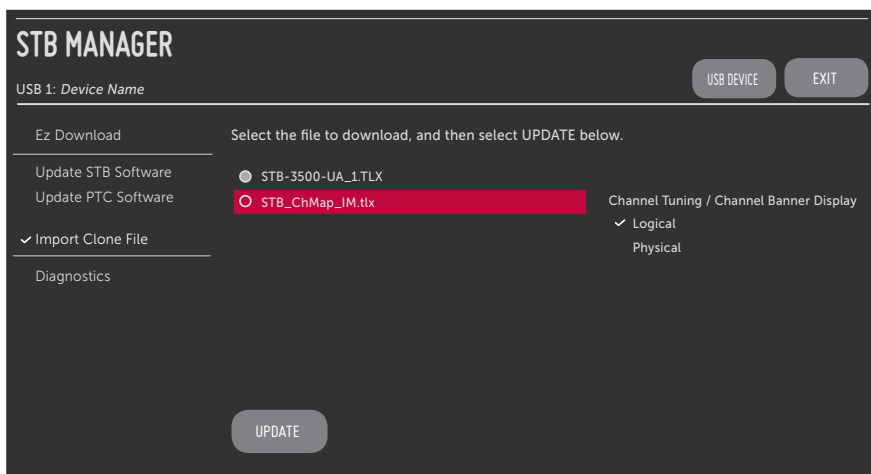 STB MANAGER
USB 1: Device Name
USB DEVICE
EXIT
Ez Download
Update STB Software
Update PTC Software
Import Clone File
Diagnostics
Select the file to download, and then select UPDATE below.
STB-3500-UA_1.TLX
STB_ChMap_IM.tlx
Channel Tuning / Channel Banner Display
Logical
Physical
UPDATE